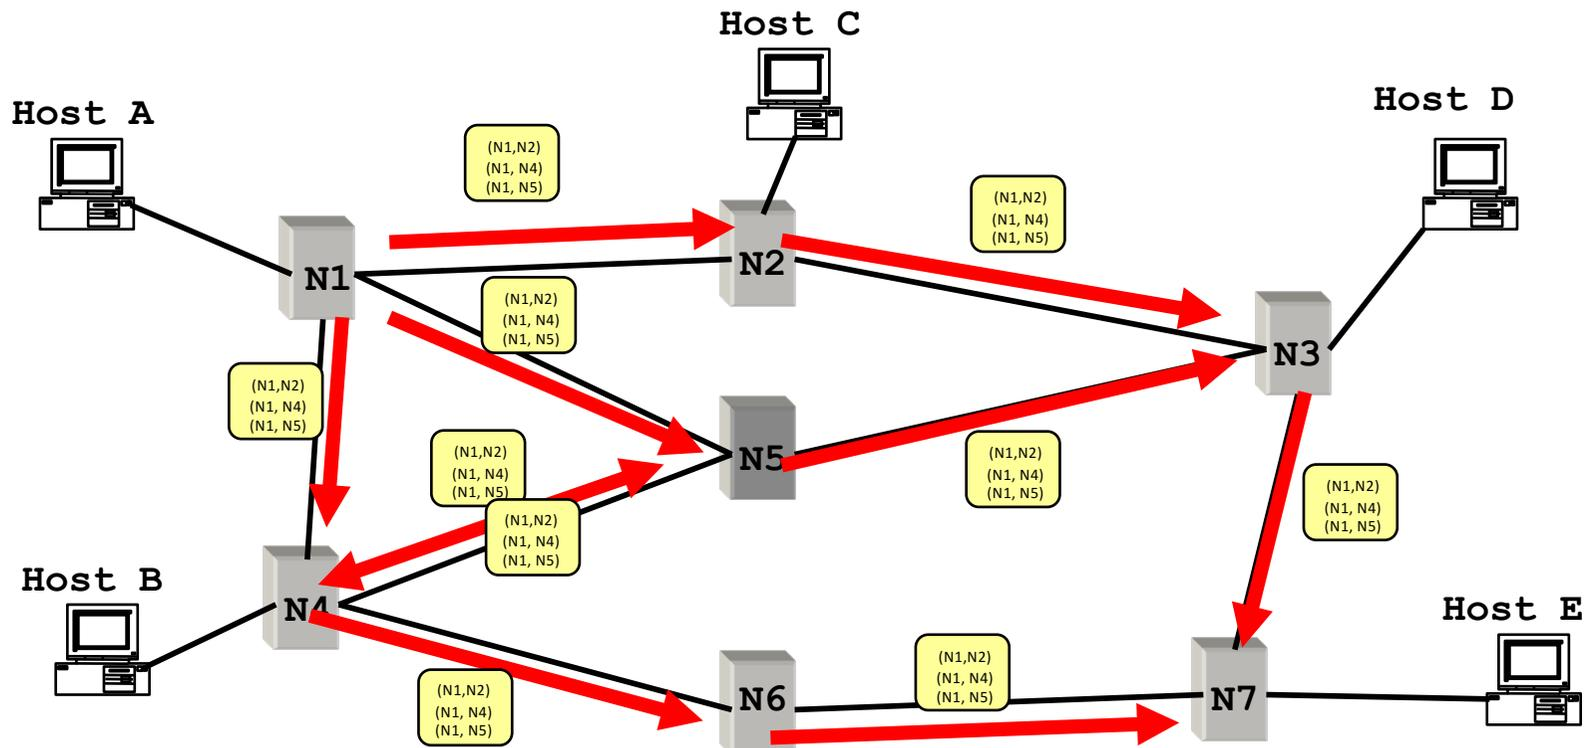 Host C
Host A
Host D
(N1,N2)
(N1, N4)
(N1, N5)
(N1,N2)
(N1, N4)
(N1, N5)
N1
N2
(N1,N2)
(N1, N4)
(N1, N5)
N3
(N1,N2)
(N1, N4)
(N1, N5)
(N1,N2)
(N1, N4)
(N1, N5)
N5
(N1,N2)
(N1, N4)
(N1, N5)
(N1,N2)
(N1, N4)
(N1, N5)
(N1,N2)
(N1, N4)
(N1, N5)
Host B
N4
Host E
(N1,N2)
(N1, N4)
(N1, N5)
N6
(N1,N2)
(N1, N4)
(N1, N5)
N7